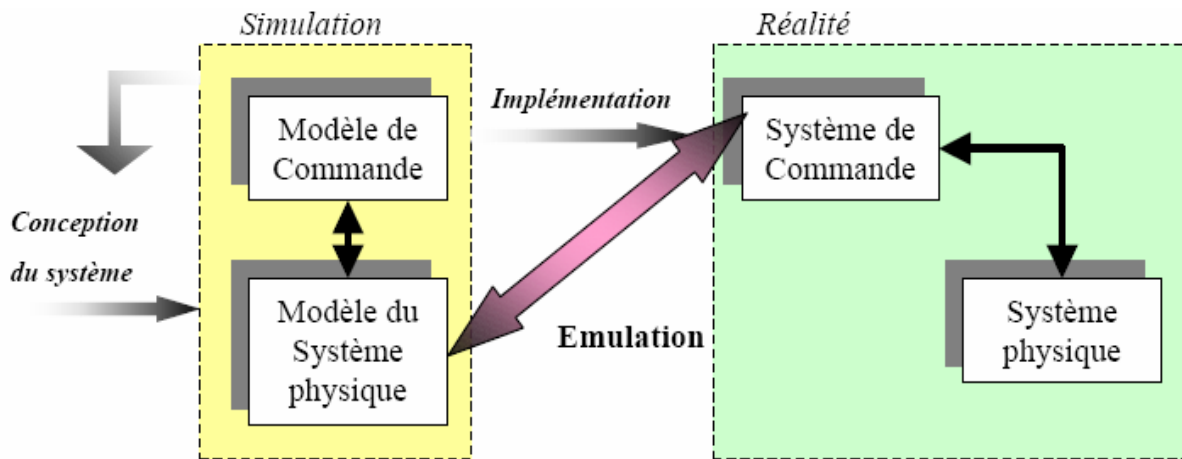 Simulation
Réalité
Modèle de
Commande
Implémentation
Système de
Commande
Conception
du système
Modèle du
Système
physique
Emulation
Système
physique